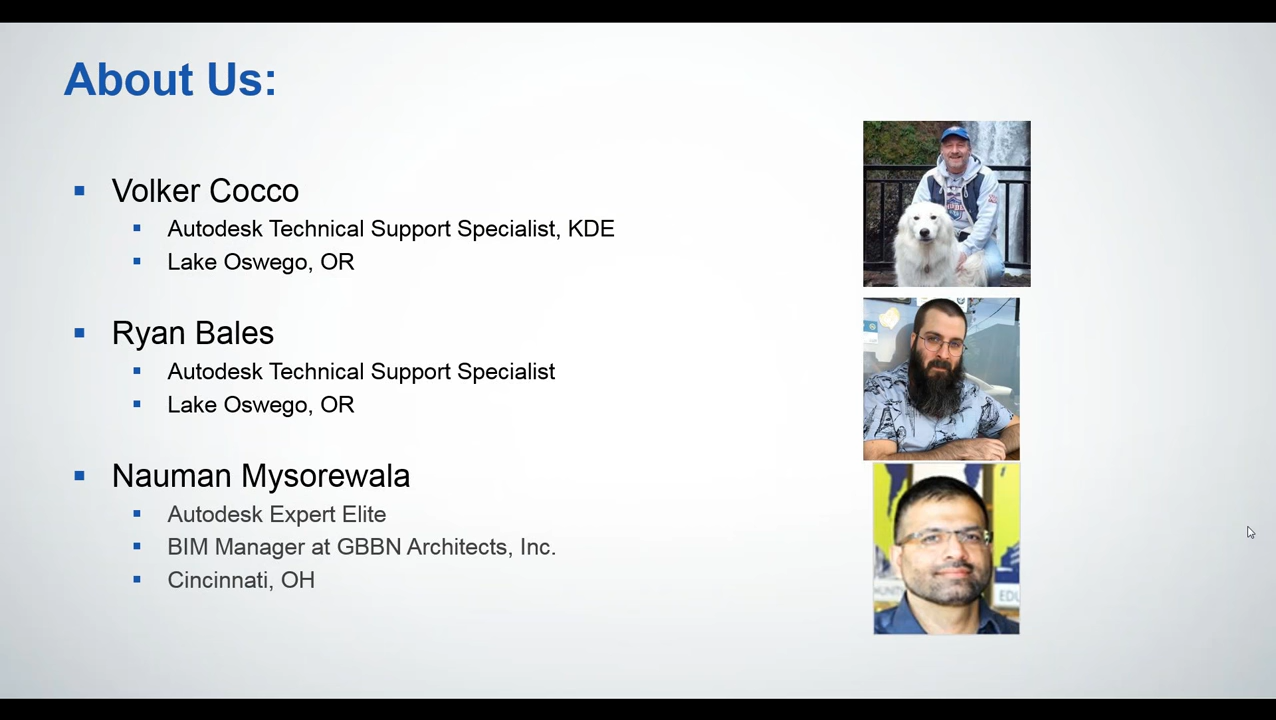 About Us:
Volker Cocco
Autodesk Technical Support Specialist, KDE
Lake Oswego, OR
Ryan Bales
Autodesk Technical Support Specialist
Lake Oswego, OR
Nauman Mysorewala
Autodesk Expert Elite
BIM Manager at GBBN Architects, Inc.
Cincinnati, OH